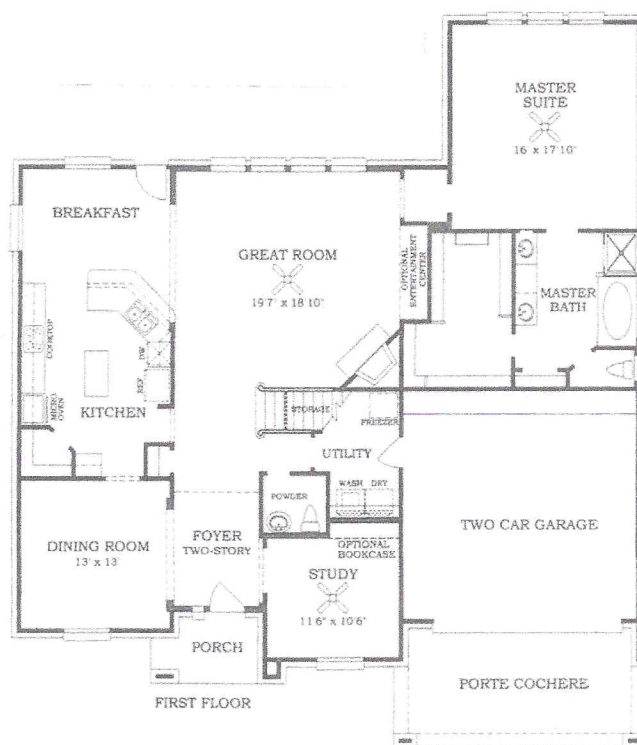 MASTER
SUITE
16 x 17'10"
BREAKFAST
GREAT ROOM
19'7" x 18'10"
OPTIONAL
ENTERTAINMENT
CENTER
MASTER
BATH
COOKTOP
DW
REF
MICRO
OVEN
KITCHEN
STORAGE
FREEZER
UTILITY
WASH DRY
POWDER
TWO CAR GARAGE
DINING ROOM
13' x 13'
FOYER
TWO-STORY
OPTIONAL
BOOKCASE
STUDY
11'6" x 10'6"
PORCH
PORTE COCHERE
FIRST FLOOR